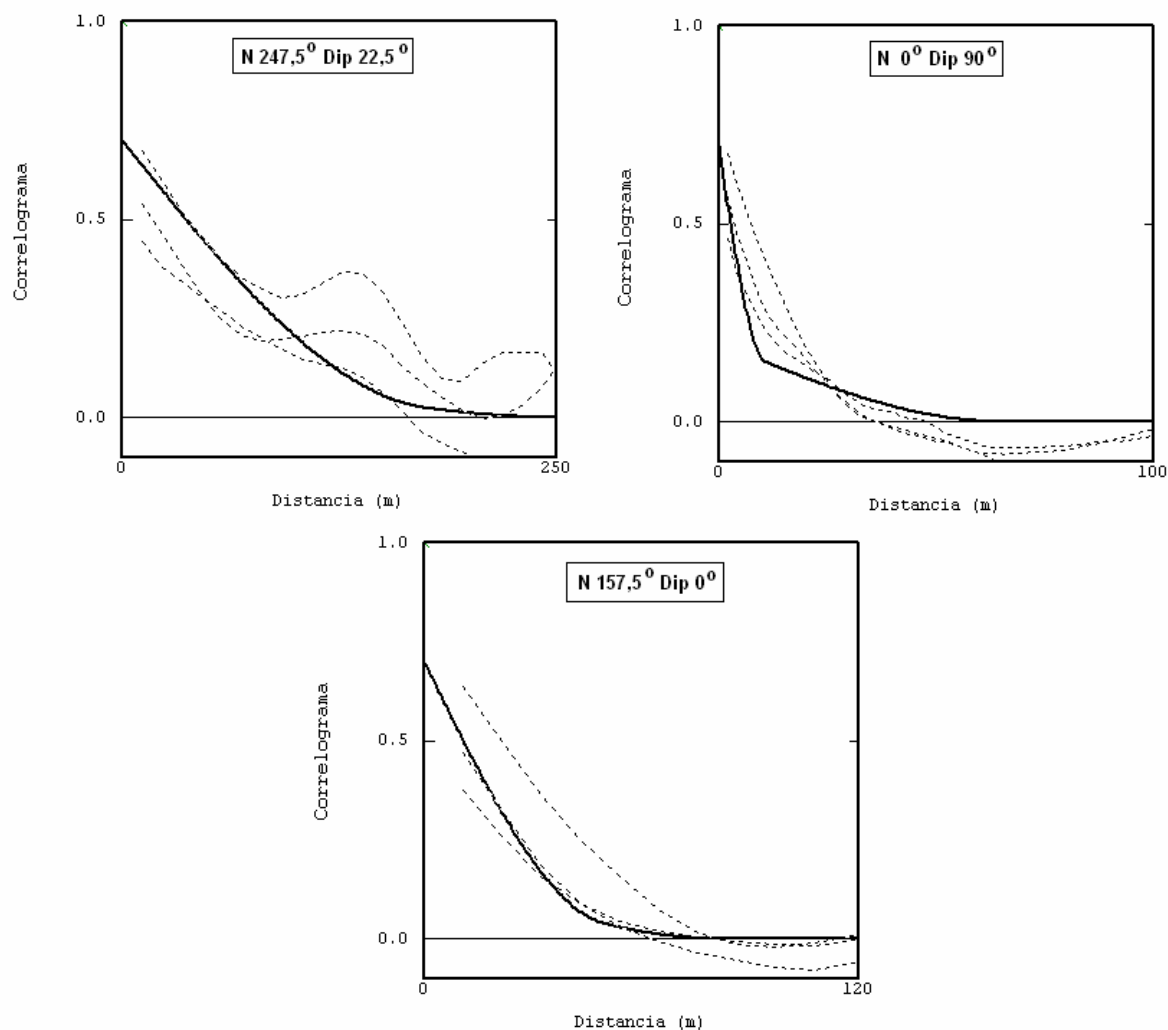 1.0
N 247,5° Dip 22,5°
0.5
0.0
Correlograma
0
250
Distancia (m)
1.0
N 0° Dip 90°
0.5
0.0
Correlograma
0
100
Distancia (m)
1.0
N 157,5° Dip 0°
0.5
0.0
Correlograma
0
120
Distancia (m)